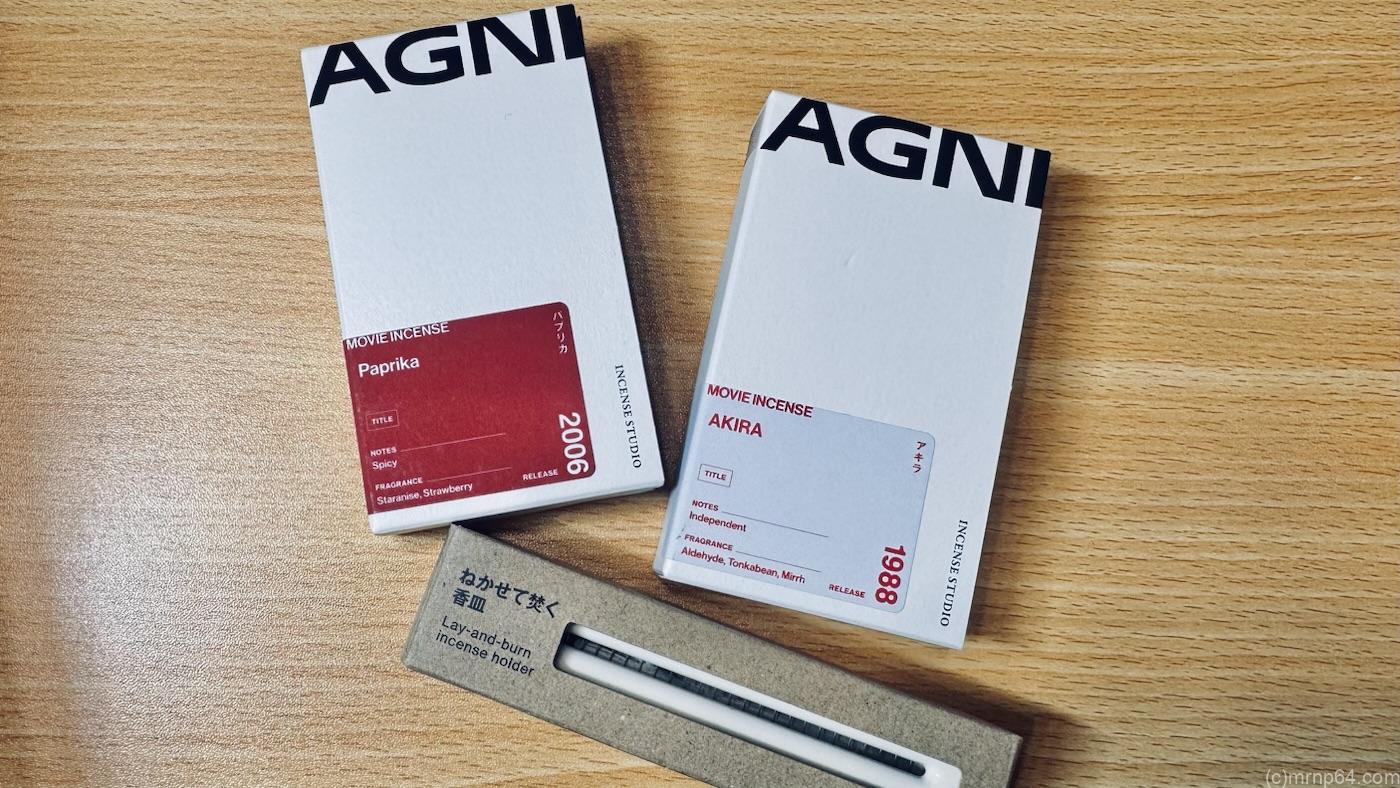 AGNI
MOVIE INCENSE
Paprika
パプリカ
TITLE
NOTES
Spicy
FRAGRANCE
Staranise, Strawberry
RELEASE
2006
INCENSE STUDIO
AGNI
MOVIE INCENSE
AKIRA
アキラ
TITLE
NOTES
Independent
FRAGRANCE
Aldehyde, Tonkabean, Mirrh
RELEASE
1988
INCENSE STUDIO
ねかせて焚く
香皿
Lay-and-burn
incense holder
(c)mrnp64.com